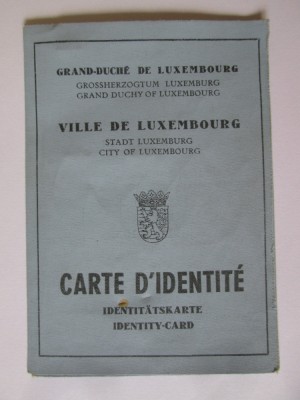 GRAND-DUCHÉ DE LUXEMBOURG
GROSSHERZOGTUM LUXEMBURG
GRAND DUCHY OF LUXEMBOURG
VILLE DE LUXEMBOURG
STADT LUXEMBURG
CITY OF LUXEMBOURG
CARTE D'IDENTITÉ
IDENTITÄTSKARTE
IDENTITY-CARD